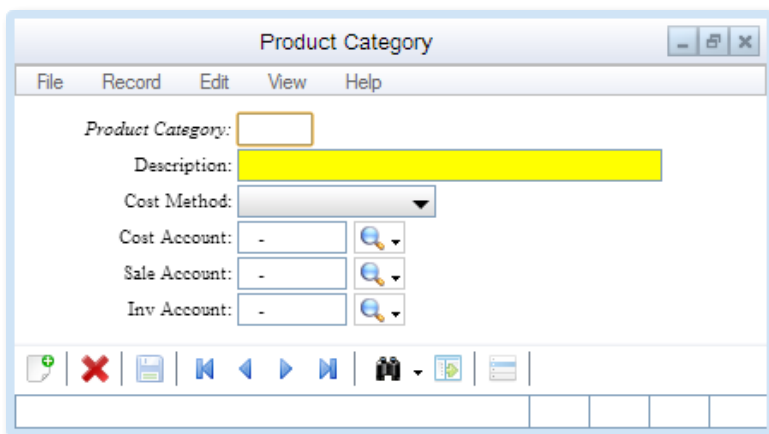 Product Category
File Record Edit View Help
Product Category:
Description:
Cost Method:
Cost Account: -
Sale Account: -
Inv Account: -